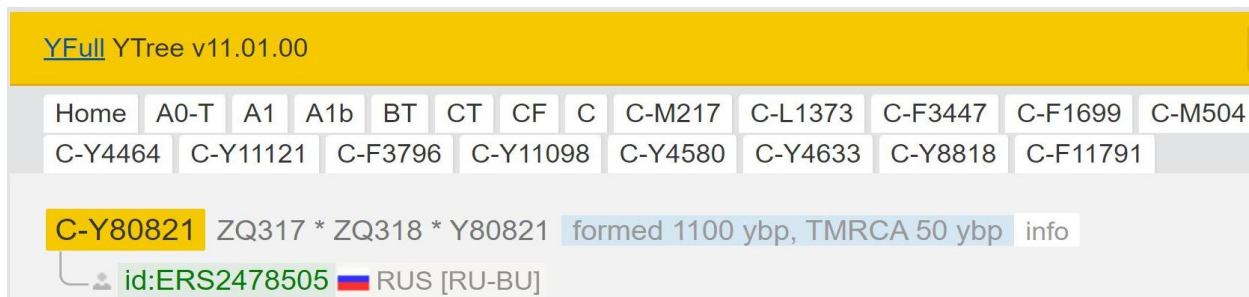 YFull YTree v11.01.00
Home A0-T A1 A1b BT CT CF C C-M217 C-L1373 C-F3447 C-F1699 C-M504
C-Y4464 C-Y11121 C-F3796 C-Y11098 C-Y4580 C-Y4633 C-Y8818 C-F11791
C-Y80821 ZQ317 * ZQ318 * Y80821 formed 1100 ybp, TMRCA 50 ybp info
id:ERS2478505 RUS [RU-BU]